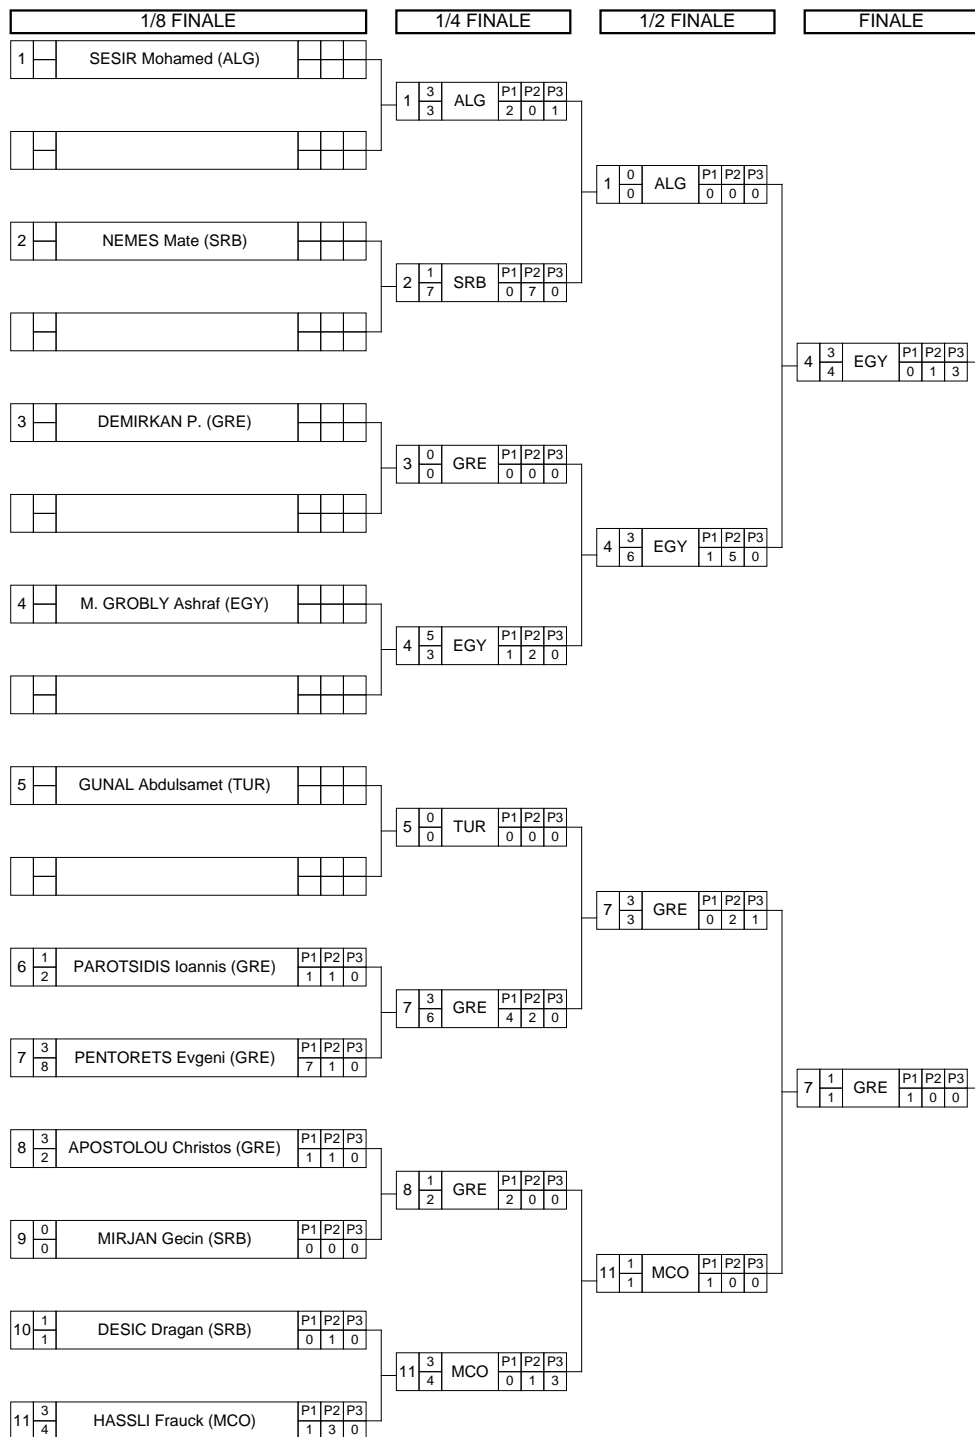 1/8 FINALE 1/4 FINALE 1/2 FINALE FINALE
1 SESIR Mohamed (ALG)
1 3 ALG P1 P2 P3
3 2 0 1
1 0 ALG P1 P2 P3
0 0 0 0
2 NEMES Mate (SRB)
2 1 SRB P1 P2 P3
7 0 7 0
4 3 EGY P1 P2 P3
4 0 1 3
3 DEMIRKAN P. (GRE)
3 0 GRE P1 P2 P3
0 0 0 0
4 3 EGY P1 P2 P3
6 1 5 0
4 M. GROBLY Ashraf (EGY)
4 5 EGY P1 P2 P3
3 1 2 0
5 GUNAL Abdulsamet (TUR)
5 0 TUR P1 P2 P3
0 0 0 0
7 3 GRE P1 P2 P3
3 0 2 1
6 1 PAROTSIDIS Ioannis (GRE) P1 P2 P3
2 1 1 0
7 3 GRE P1 P2 P3
6 4 2 0
7 3 PENTORETS Evgeni (GRE) P1 P2 P3
8 7 1 0
7 1 GRE P1 P2 P3
1 1 0 0
8 3 APOSTOLOU Christos (GRE) P1 P2 P3
2 1 1 0
8 1 GRE P1 P2 P3
2 2 0 0
9 0 MIRJAN Gecin (SRB) P1 P2 P3
0 0 0 0
11 1 MCO P1 P2 P3
1 1 0 0
10 1 DESIC Dragan (SRB) P1 P2 P3
1 0 1 0
11 3 MCO P1 P2 P3
4 0 1 3
11 3 HASSLI Frauck (MCO) P1 P2 P3
4 1 3 0